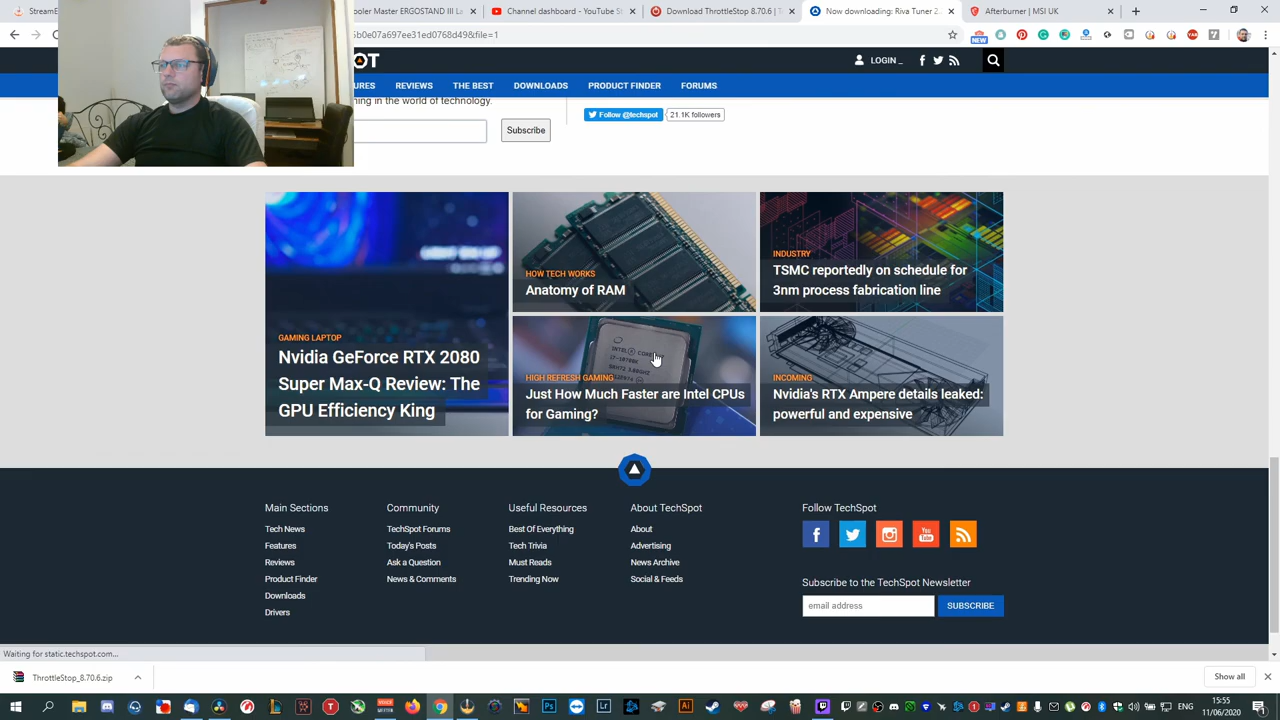 StreamE
ooler Master ERGOSTAND III La
Channel dashboard - YouTube St
Download ThrottleStop 8.70.6 | T
Now downloading: Riva Tuner 2.
Afterburner | MSI UK
5b0e07a697ee31ed0768d49&file=1
NEW
OT
LOGIN _
URES
REVIEWS
THE BEST
DOWNLOADS
PRODUCT FINDER
FORUMS
ning in the world of technology.
Subscribe
Follow @techspot
21.1K followers
GAMING LAPTOP
Nvidia GeForce RTX 2080
Super Max-Q Review: The
GPU Efficiency King
HOW TECH WORKS
Anatomy of RAM
INDUSTRY
TSMC reportedly on schedule for
3nm process fabrication line
HIGH REFRESH GAMING
Just How Much Faster are Intel CPUs
for Gaming?
INCOMING
Nvidia's RTX Ampere details leaked:
powerful and expensive
Main Sections
Tech News
Features
Reviews
Product Finder
Downloads
Drivers
Community
TechSpot Forums
Today's Posts
Ask a Question
News & Comments
Useful Resources
Best Of Everything
Tech Trivia
Must Reads
Trending Now
About TechSpot
About
Advertising
News Archive
Social & Feeds
Follow TechSpot
Subscribe to the TechSpot Newsletter
email address
SUBSCRIBE
Waiting for static.techspot.com...
ThrottleStop_8.70.6.zip
Show all
ENG
15:55
11/06/2020